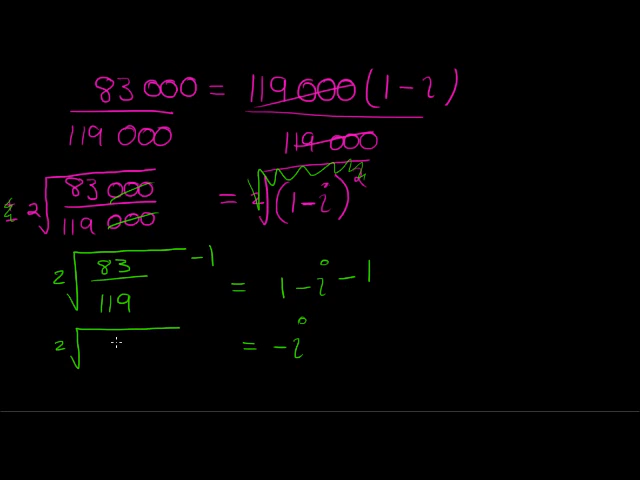 83 000 = 119 000 (1 - i)
119 000 119 000
2√(83 000 / 119 000) = 2√(1 - i)²
2√(83 / 119) - 1 = 1 - i - 1
2√ = - i